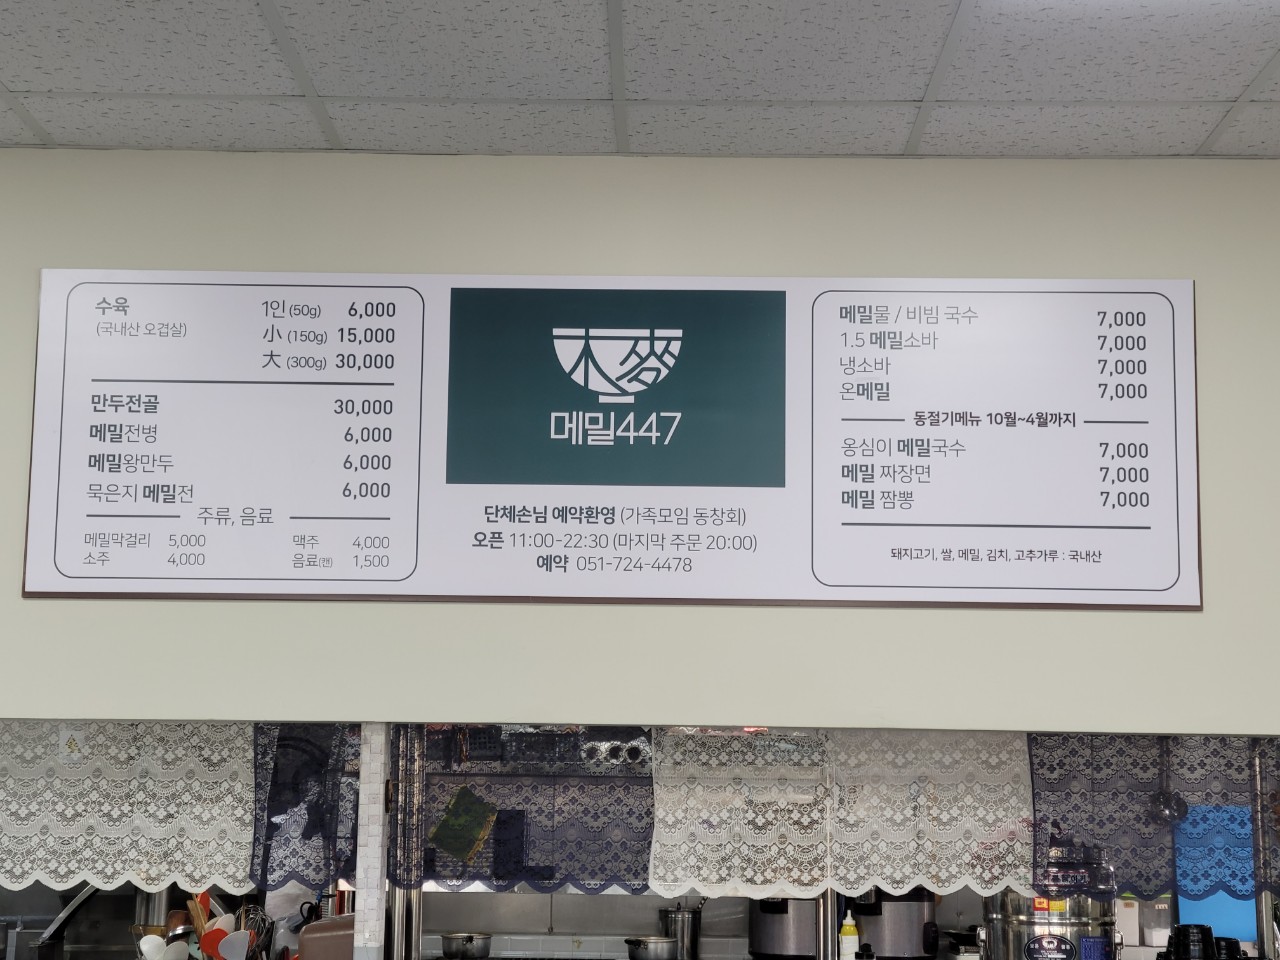 수육 1인 (50g) 6,000
(국내산 오겹살) 小 (150g) 15,000
大 (300g) 30,000
만두전골 30,000
메밀전병 6,000
메밀왕만두 6,000
묵은지 메밀전 6,000
주류, 음료
메밀막걸리 5,000 맥주 4,000
소주 4,000 음료(캔) 1,500
메밀447
단체손님 예약환영 (가족모임 동창회)
오픈 11:00-22:30 (마지막 주문 20:00)
예약 051-724-4478
메밀물 / 비빔 국수 7,000
1.5 메밀소바 7,000
냉소바 7,000
온메밀 7,000
동절기메뉴 10월~4월까지
옹심이 메밀국수 7,000
메밀 짜장면 7,000
메밀 짬뽕 7,000
돼지고기, 쌀, 메밀, 김치, 고추가루 : 국내산